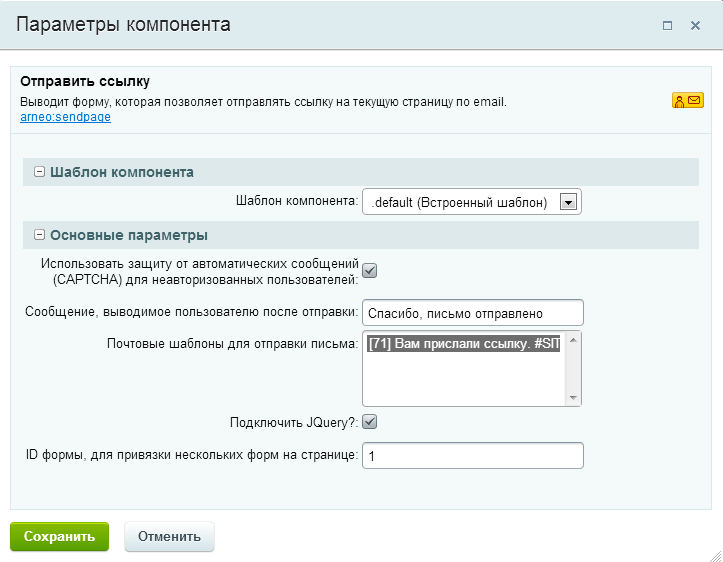 Параметры компонента
Отправить ссылку
Выводит форму, которая позволяет отправлять ссылку на текущую страницу по email.
arneo:sendpage
Шаблон компонента
Шаблон компонента: .default (Встроенный шаблон)
Основные параметры
Использовать защиту от автоматических сообщений
(CAPTCHA) для неавторизованных пользователей:
Сообщение, выводимое пользователю после отправки: Спасибо, письмо отправлено
Почтовые шаблоны для отправки письма: [71] Вам прислали ссылку. #SIT
Подключить JQuery?:
ID формы, для привязки нескольких форм на странице: 1
Сохранить Отменить